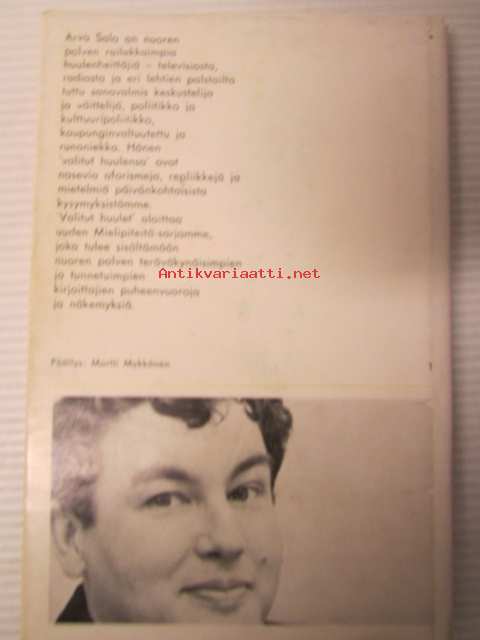 Arvo Salo on nuoren
polven railakkaimpia
huulenheittäjiä – televisiosta,
radiosta ja eri lehtien palstoilta
tuttu sanavalmis keskustelija
ja väittelijä, poliitikko ja
kulttuuripoliitikko,
kaupunginvaltuutettu ja
runoniekka. Hänen
'valitut huulensa' ovat
nasevia aforismeja, repliikkejä ja
mietelmiä päivänkohtaisista
kysymyksistämme.
'Valitut huulet' aloittaa
uuden Mielipiteitä-sarjamme,
joka tulee sisältämään
nuoren polven teräväkynäisimpien
ja tunnetuimpien
Antikvariaatti.net
kirjoittajien puheenvuoroja
ja näkemyksiä.
Päällys: Martti Mykkänen